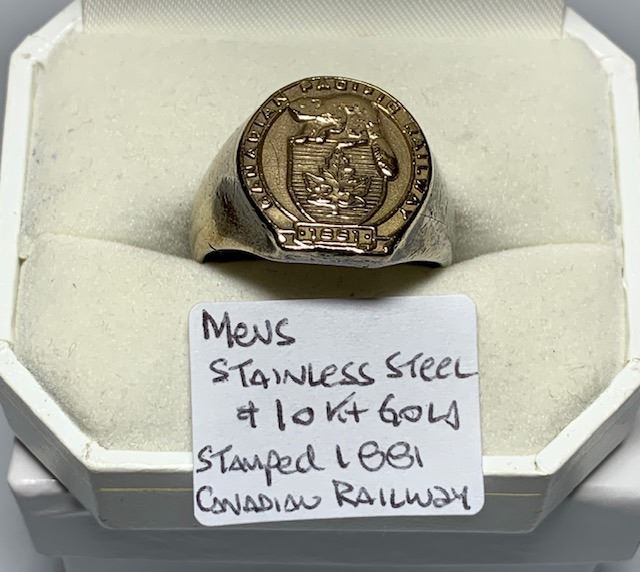 CANADIAN PACIFIC RAILWAY
1881
Mens
STAINLESS STEEL
& 10 Kt GOLD
STamped 1881
CANADIAN RAILWAY